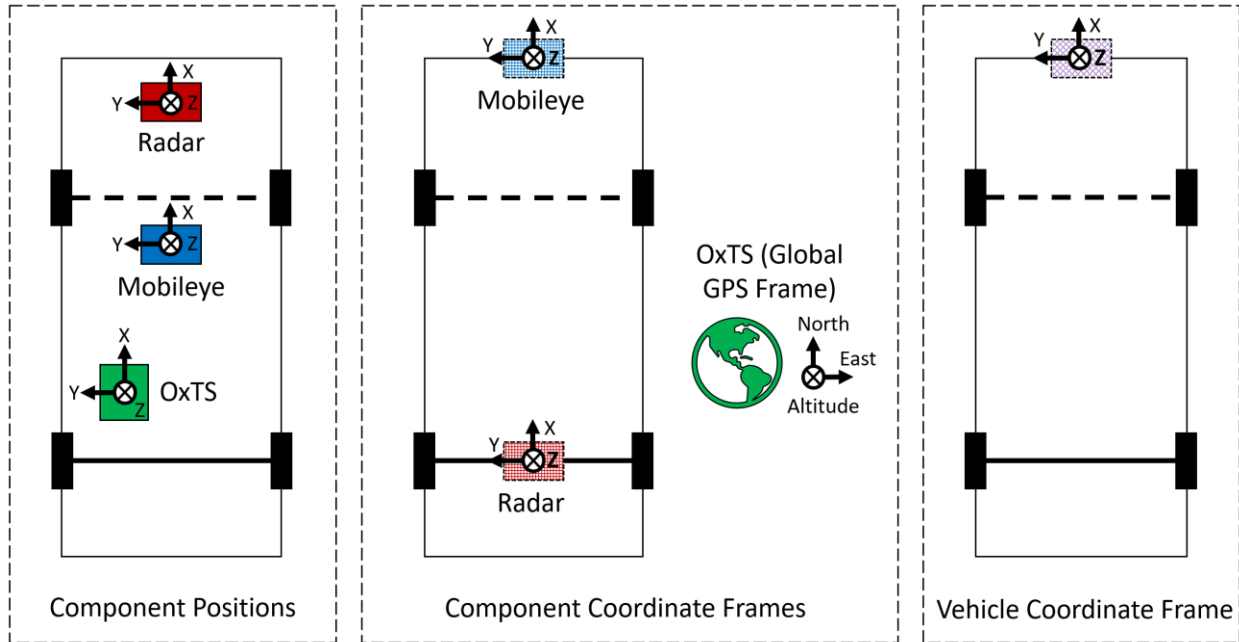 X
Y
Z
Radar
X
Y
Z
Mobileye
X
Y
Z
OxTS
Component Positions
X
Y
Z
Mobileye
OxTS (Global
GPS Frame)
North
East
Altitude
X
Y
Z
Radar
Component Coordinate Frames
X
Y
Z
Vehicle Coordinate Frame